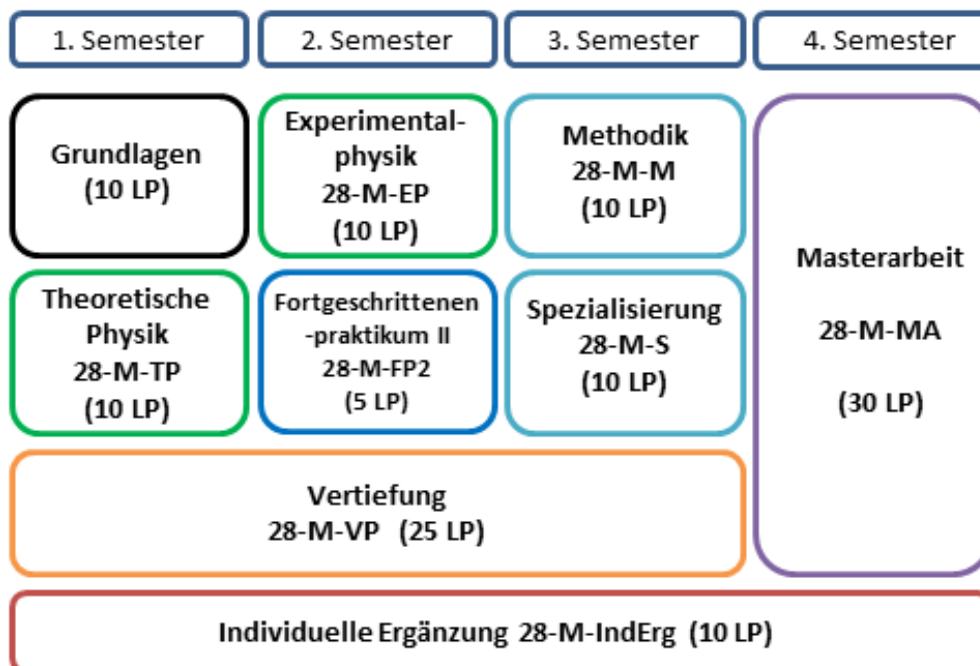 1. Semester
2. Semester
3. Semester
4. Semester
Grundlagen
(10 LP)
Experimental-
physik
28-M-EP
(10 LP)
Methodik
28-M-M
(10 LP)
Masterarbeit
28-M-MA
(30 LP)
Theoretische
Physik
28-M-TP
(10 LP)
Fortgeschrittenen
-praktikum II
28-M-FP2
(5 LP)
Spezialisierung
28-M-S
(10 LP)
Vertiefung
28-M-VP (25 LP)
Individuelle Ergänzung 28-M-IndErg (10 LP)